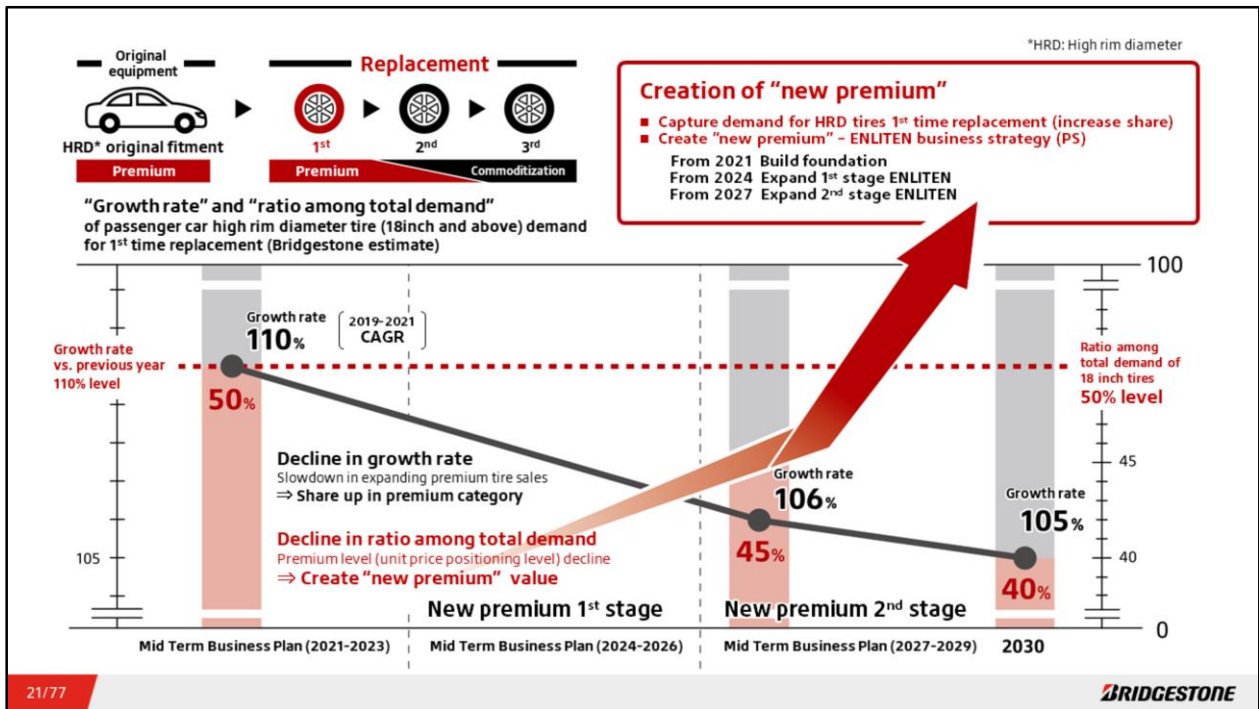 *HRD: High rim diameter
Original
equipment
HRD* original fitment
Premium
Replacement
1st
2nd
3rd
Premium
Commoditization
Creation of “new premium”
■ Capture demand for HRD tires 1st time replacement (increase share)
■ Create “new premium” – ENLITEN business strategy (PS)
From 2021 Build foundation
From 2024 Expand 1st stage ENLITEN
From 2027 Expand 2nd stage ENLITEN
“Growth rate” and “ratio among total demand”
of passenger car high rim diameter tire (18inch and above) demand
for 1st time replacement (Bridgestone estimate)
100
Growth rate
110%
2019-2021
CAGR
Growth rate
vs. previous year
110% level
Ratio among
total demand of
18 inch tires
50% level
50%
Decline in growth rate
Slowdown in expanding premium tire sales
⇒ Share up in premium category
Growth rate
106%
45
Growth rate
105%
Decline in ratio among total demand
Premium level (unit price positioning level) decline
⇒ Create “new premium” value
105
45%
40
40%
New premium 1st stage
New premium 2nd stage
0
Mid Term Business Plan (2021-2023)
Mid Term Business Plan (2024-2026)
Mid Term Business Plan (2027-2029)
2030
21/77
BRIDGESTONE